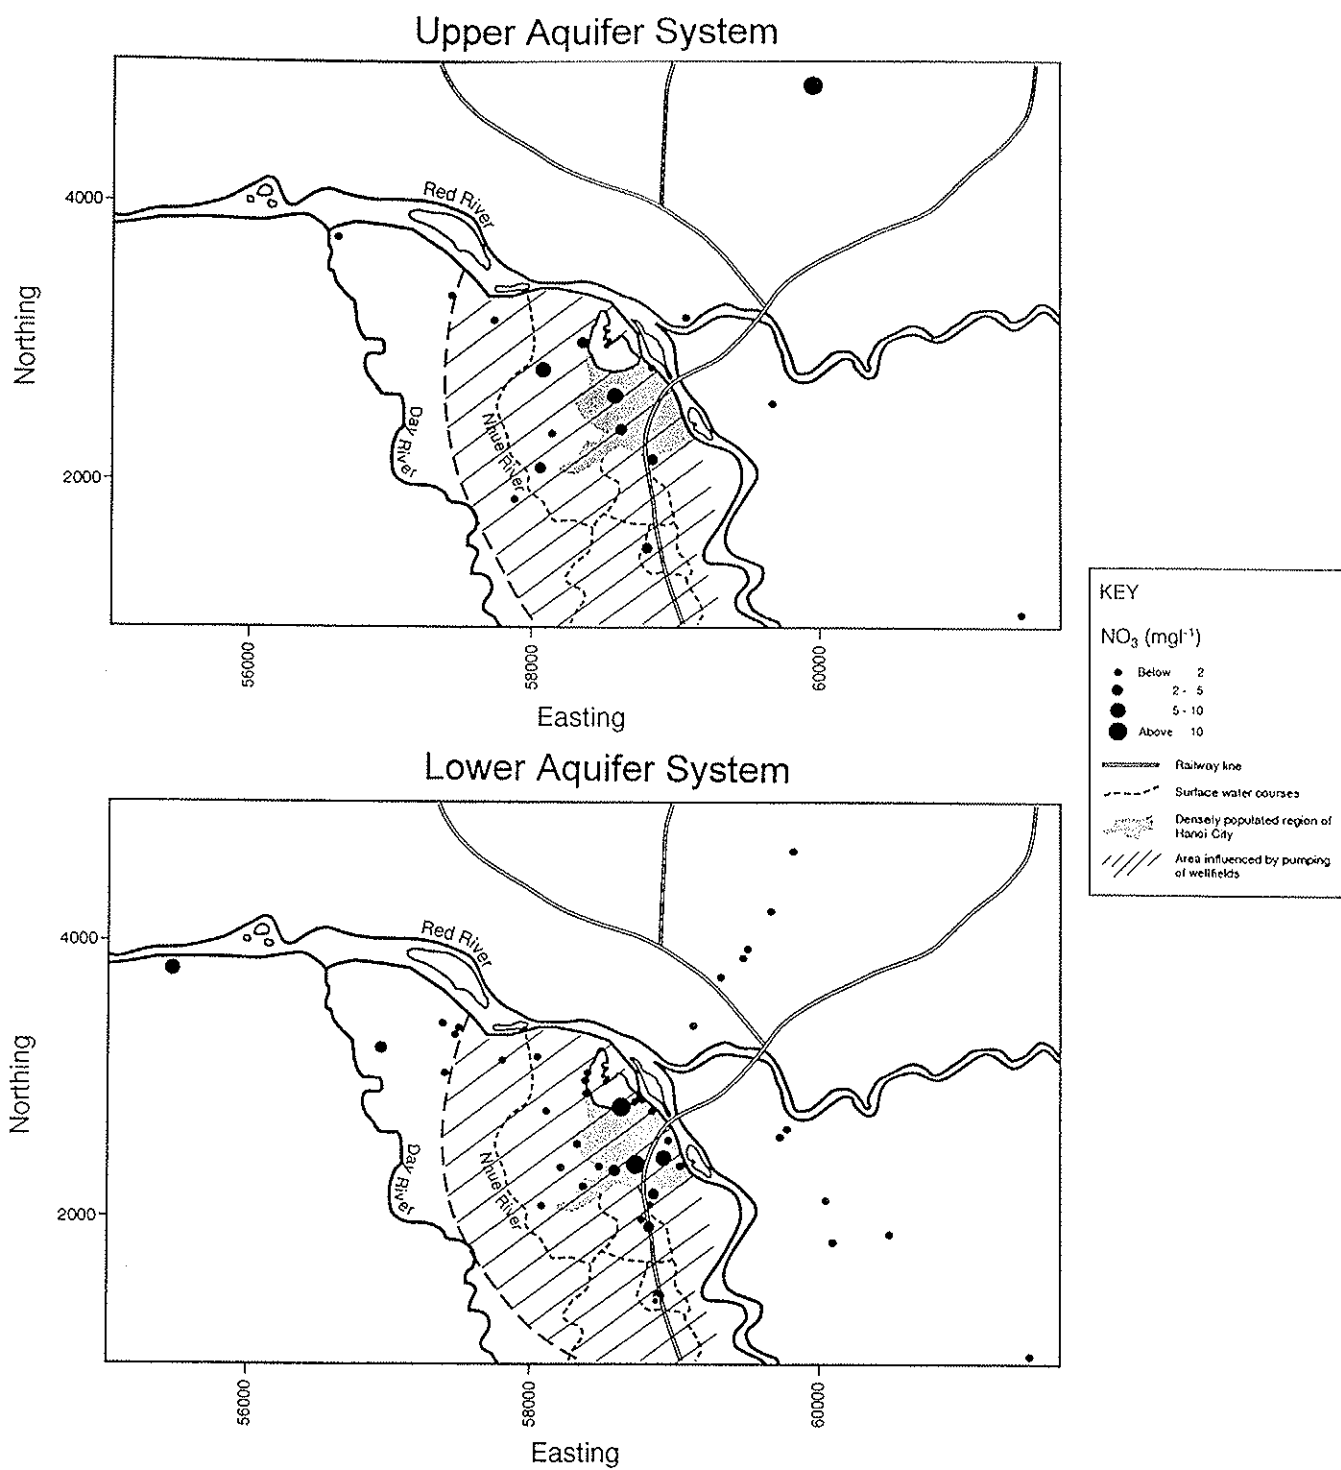 Upper Aquifer System
Red River
4000
Northing
Day River
Nhue River
2000
56000
58000
60000
Easting
KEY
NO₃ (mgl⁻¹)
Below 2
2 - 5
5 - 10
Above 10
Railway line
Surface water courses
Densely populated region of
Hanoi City
Area influenced by pumping
of wellfields
Lower Aquifer System
Red River
4000
Northing
Day River
Nhue River
2000
56000
58000
60000
Easting